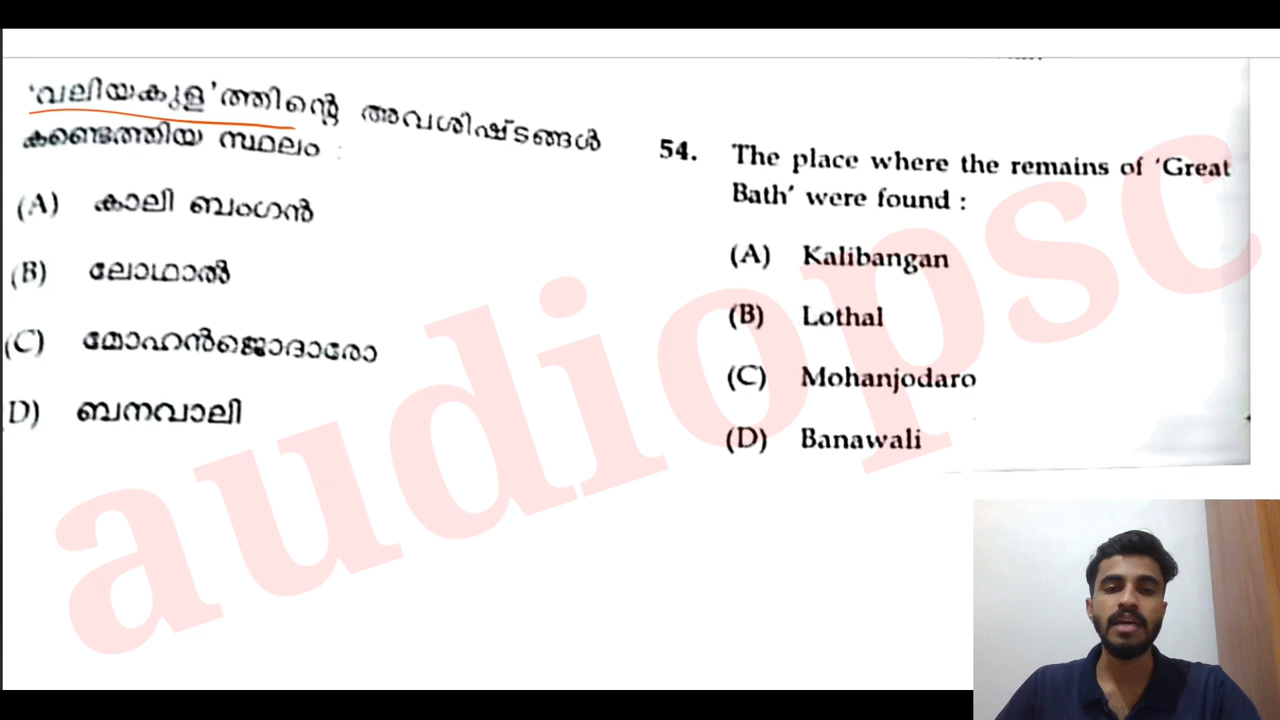 'വലിയകുള'ത്തിന്റെ അവശിഷ്ടങ്ങൾ
കണ്ടെത്തിയ സ്ഥലം :
(A) കാലി ബംഗൻ
(B) ലോഥാൽ
(C) മോഹൻജൊദാരോ
D) ബനവാലി
54. The place where the remains of 'Great
Bath' were found :
(A) Kalibangan
(B) Lothal
(C) Mohanjodaro
(D) Banawali
audiopsc